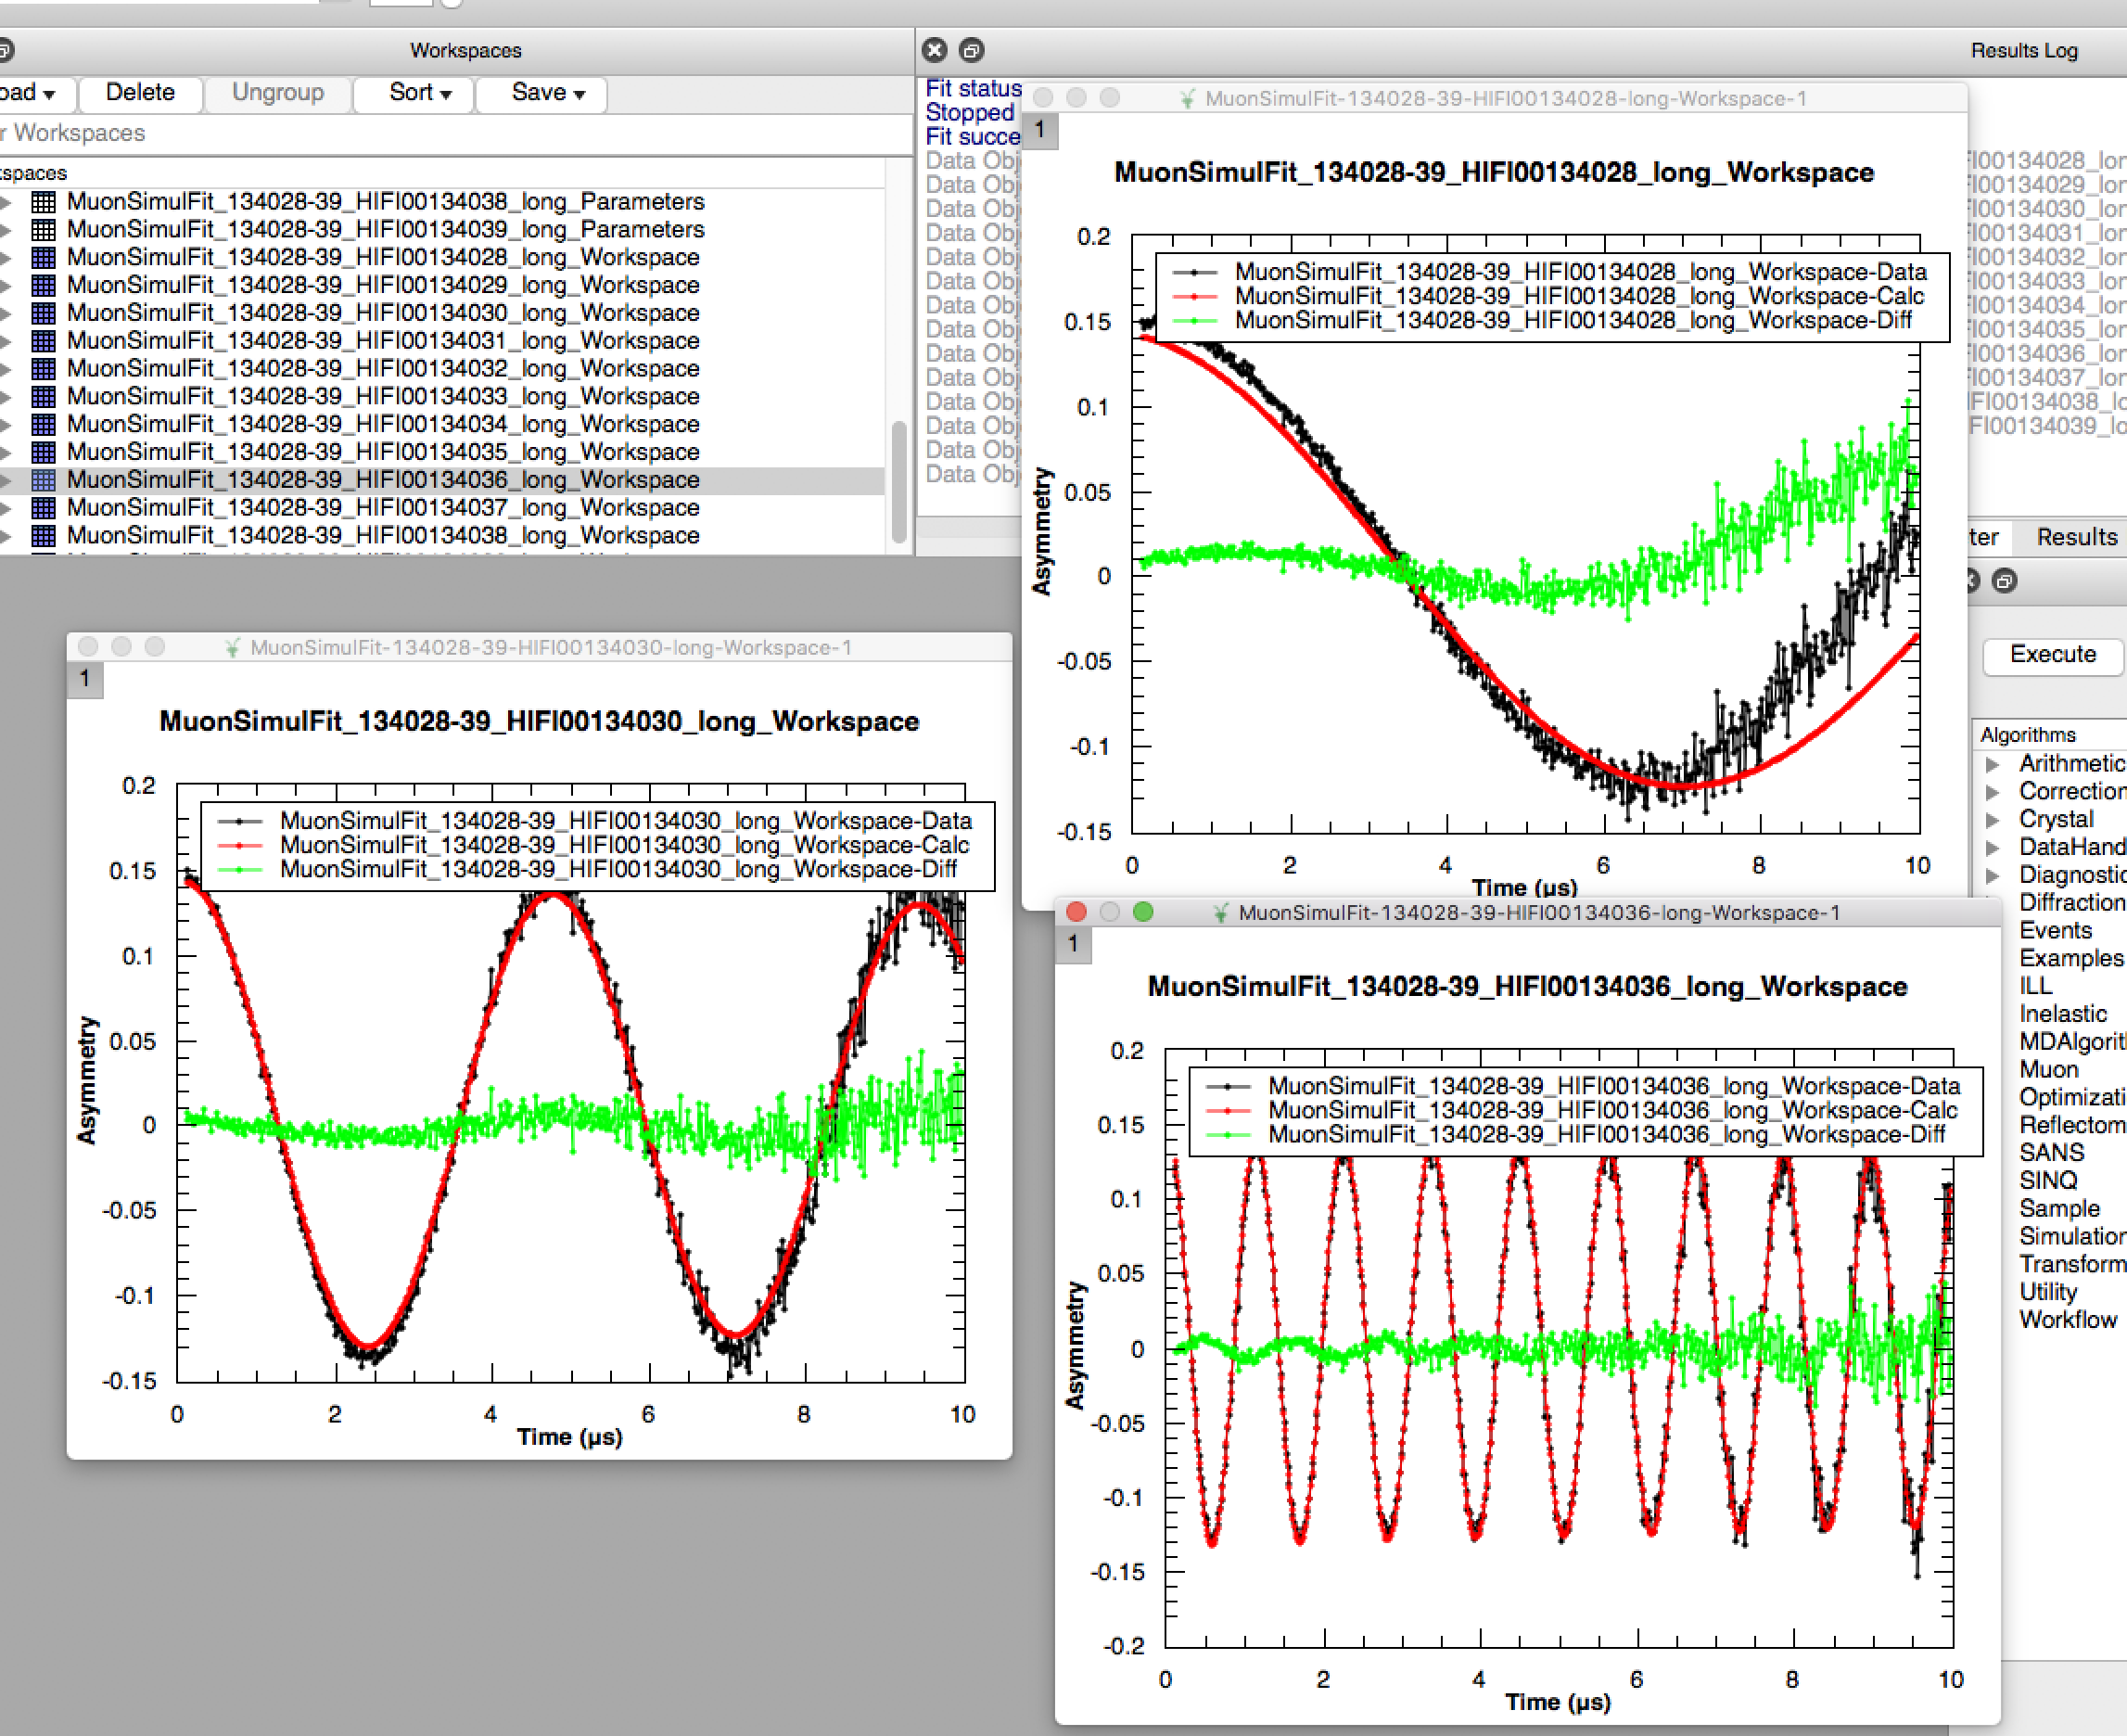 Workspaces
Delete
Ungroup
Sort
Save
Workspaces
MuonSimulFit_134028-39_HIFI00134038_long_Parameters
MuonSimulFit_134028-39_HIFI00134039_long_Parameters
MuonSimulFit_134028-39_HIFI00134028_long_Workspace
MuonSimulFit_134028-39_HIFI00134029_long_Workspace
MuonSimulFit_134028-39_HIFI00134030_long_Workspace
MuonSimulFit_134028-39_HIFI00134031_long_Workspace
MuonSimulFit_134028-39_HIFI00134032_long_Workspace
MuonSimulFit_134028-39_HIFI00134033_long_Workspace
MuonSimulFit_134028-39_HIFI00134034_long_Workspace
MuonSimulFit_134028-39_HIFI00134035_long_Workspace
MuonSimulFit_134028-39_HIFI00134036_long_Workspace
MuonSimulFit_134028-39_HIFI00134037_long_Workspace
MuonSimulFit_134028-39_HIFI00134038_long_Workspace
Results Log
Fit status
Stopped
Fit succe
Data Obj
Data Obj
Data Obj
Data Obj
Data Obj
Data Obj
Data Obj
Data Obj
Data Obj
Data Obj
Data Obj
Data Obj
Data Obj
Data Obj
I00134028_lon
I00134029_lon
I00134030_lon
I00134031_lon
I00134032_lon
I00134033_lon
I00134034_lon
I00134035_lon
I00134036_lon
I00134037_lon
FI00134038_lo
FI00134039_lo
ter
Results
MuonSimulFit-134028-39-HIFI00134028-long-Workspace-1
1
MuonSimulFit_134028-39_HIFI00134028_long_Workspace
MuonSimulFit_134028-39_HIFI00134028_long_Workspace-Data
MuonSimulFit_134028-39_HIFI00134028_long_Workspace-Calc
MuonSimulFit_134028-39_HIFI00134028_long_Workspace-Diff
0.2
0.15
0.1
0.05
0
-0.05
-0.1
-0.15
Asymmetry
0 2 4 6 8 10
Time (µs)
MuonSimulFit-134028-39-HIFI00134030-long-Workspace-1
1
MuonSimulFit_134028-39_HIFI00134030_long_Workspace
MuonSimulFit_134028-39_HIFI00134030_long_Workspace-Data
MuonSimulFit_134028-39_HIFI00134030_long_Workspace-Calc
MuonSimulFit_134028-39_HIFI00134030_long_Workspace-Diff
0.2
0.15
0.1
0.05
0
-0.05
-0.1
-0.15
Asymmetry
0 2 4 6 8 10
Time (µs)
MuonSimulFit-134028-39-HIFI00134036-long-Workspace-1
1
MuonSimulFit_134028-39_HIFI00134036_long_Workspace
MuonSimulFit_134028-39_HIFI00134036_long_Workspace-Data
MuonSimulFit_134028-39_HIFI00134036_long_Workspace-Calc
MuonSimulFit_134028-39_HIFI00134036_long_Workspace-Diff
0.2
0.15
0.1
0.05
0
-0.05
-0.1
-0.15
-0.2
Asymmetry
0 2 4 6 8 10
Time (µs)
Execute
Algorithms
Arithmetic
Correction
Crystal
DataHand
Diagnostic
Diffraction
Events
Examples
ILL
Inelastic
MDAlgorit
Muon
Optimizati
Reflectom
SANS
SINQ
Sample
Simulation
Transform
Utility
Workflow